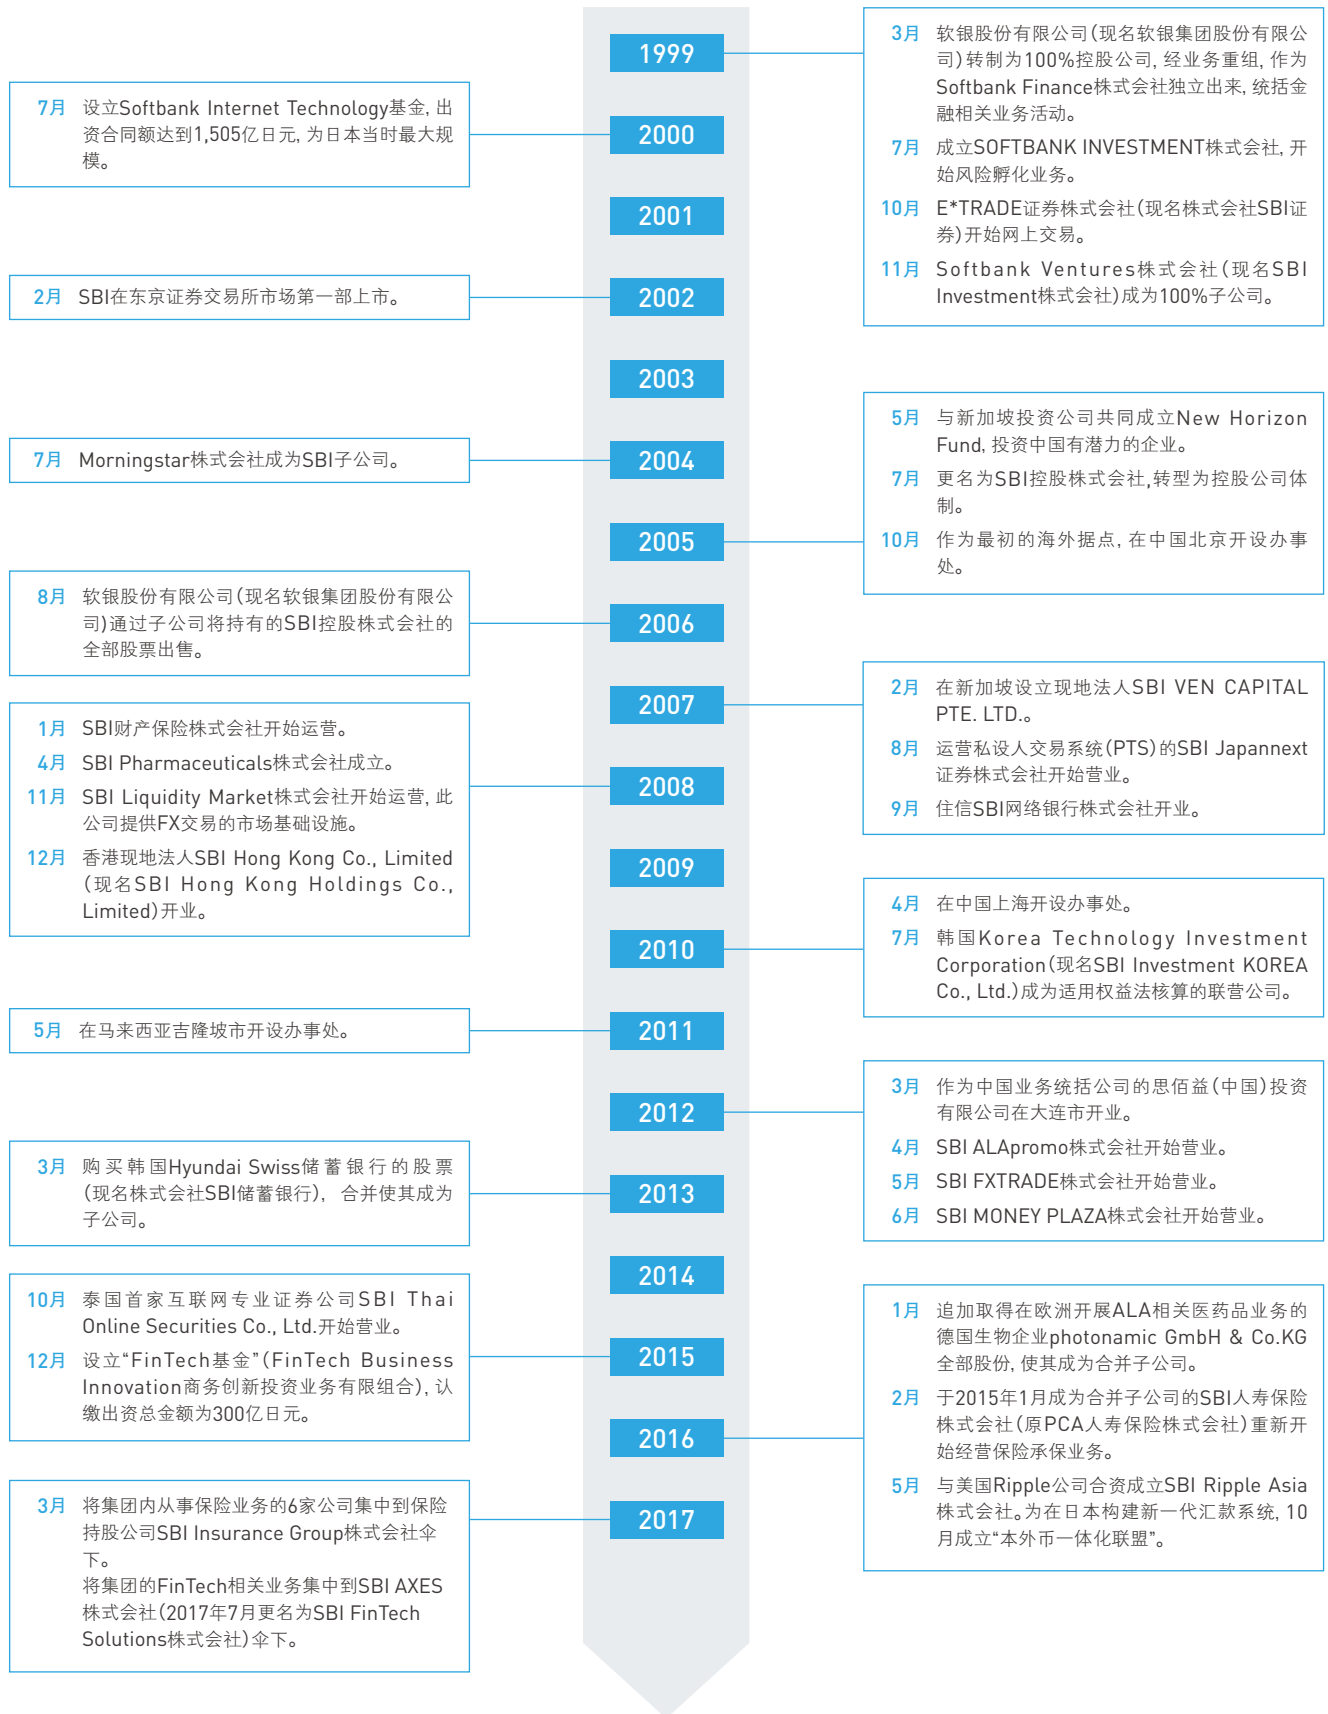 1999
3月 软银股份有限公司(现名软银集团股份有限公
司)转制为100%控股公司, 经业务重组, 作为
Softbank Finance株式会社独立出来, 统括金
融相关业务活动。
7月 成立SOFTBANK INVESTMENT株式会社, 开
始风险孵化业务。
10月 E*TRADE证券株式会社(现名株式会社SBI证
券)开始网上交易。
11月 Softbank Ventures株式会社(现名SBI
Investment株式会社)成为100%子公司。
2000
7月 设立Softbank Internet Technology基金, 出
资合同额达到1,505亿日元, 为日本当时最大规
模。
2001
2002
2月 SBI在东京证券交易所市场第一部上市。
2003
2004
7月 Morningstar株式会社成为SBI子公司。
2005
5月 与新加坡投资公司共同成立New Horizon
Fund, 投资中国有潜力的企业。
7月 更名为SBI控股株式会社,转型为控股公司体
制。
10月 作为最初的海外据点, 在中国北京开设办事
处。
2006
8月 软银股份有限公司(现名软银集团股份有限公
司)通过子公司将持有的SBI控股株式会社的
全部股票出售。
2007
2月 在新加坡设立现地法人SBI VEN CAPITAL
PTE. LTD.。
8月 运营私设人交易系统(PTS)的SBI Japannext
证券株式会社开始营业。
9月 住信SBI网络银行株式会社开业。
2008
1月 SBI财产保险株式会社开始运营。
4月 SBI Pharmaceuticals株式会社成立。
11月 SBI Liquidity Market株式会社开始运营, 此
公司提供FX交易的市场基础设施。
12月 香港现地法人SBI Hong Kong Co., Limited
(现名SBI Hong Kong Holdings Co.,
Limited)开业。
2009
2010
4月 在中国上海开设办事处。
7月 韩国Korea Technology Investment
Corporation(现名SBI Investment KOREA
Co., Ltd.)成为适用权益法核算的联营公司。
2011
5月 在马来西亚吉隆坡市开设办事处。
2012
3月 作为中国业务统括公司的思佰益(中国)投资
有限公司在大连市开业。
4月 SBI ALApromo株式会社开始营业。
5月 SBI FXTRADE株式会社开始营业。
6月 SBI MONEY PLAZA株式会社开始营业。
2013
3月 购买韩国Hyundai Swiss储蓄银行的股票
(现名株式会社SBI储蓄银行), 合并使其成为
子公司。
2014
2015
10月 泰国首家互联网专业证券公司SBI Thai
Online Securities Co., Ltd.开始营业。
12月 设立“FinTech基金”(FinTech Business
Innovation商务创新投资业务有限组合), 认
缴出资总金额为300亿日元。
2016
1月 追加取得在欧洲开展ALA相关医药品业务的
德国生物企业photonamic GmbH & Co.KG
全部股份, 使其成为合并子公司。
2月 于2015年1月成为合并子公司的SBI人寿保险
株式会社(原PCA人寿保险株式会社)重新开
始经营保险承保业务。
5月 与美国Ripple公司合资成立SBI Ripple Asia
株式会社。为在日本构建新一代汇款系统, 10
月成立“本外币一体化联盟”。
2017
3月 将集团内从事保险业务的6家公司集中到保险
持股公司SBI Insurance Group株式会社伞
下。
将集团的FinTech相关业务集中到SBI AXES
株式会社(2017年7月更名为SBI FinTech
Solutions株式会社)伞下。